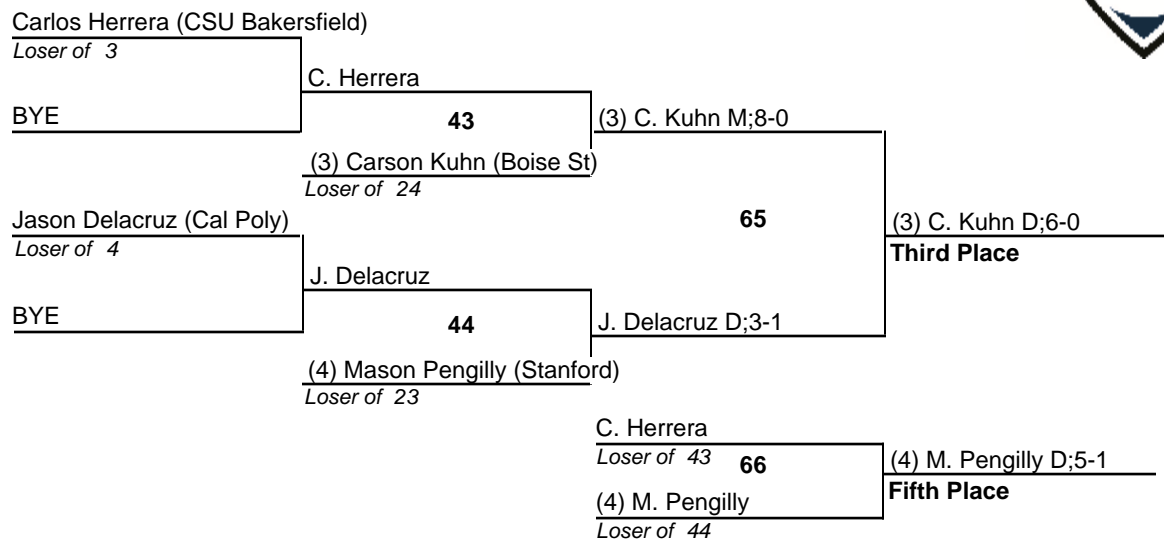 Carlos Herrera (CSU Bakersfield)
Loser of 3
C. Herrera
BYE
43
(3) C. Kuhn M;8-0
(3) Carson Kuhn (Boise St)
Loser of 24
Jason Delacruz (Cal Poly)
Loser of 4
65
(3) C. Kuhn D;6-0
Third Place
J. Delacruz
BYE
44
J. Delacruz D;3-1
(4) Mason Pengilly (Stanford)
Loser of 23
C. Herrera
Loser of 43
66
(4) M. Pengilly D;5-1
Fifth Place
(4) M. Pengilly
Loser of 44